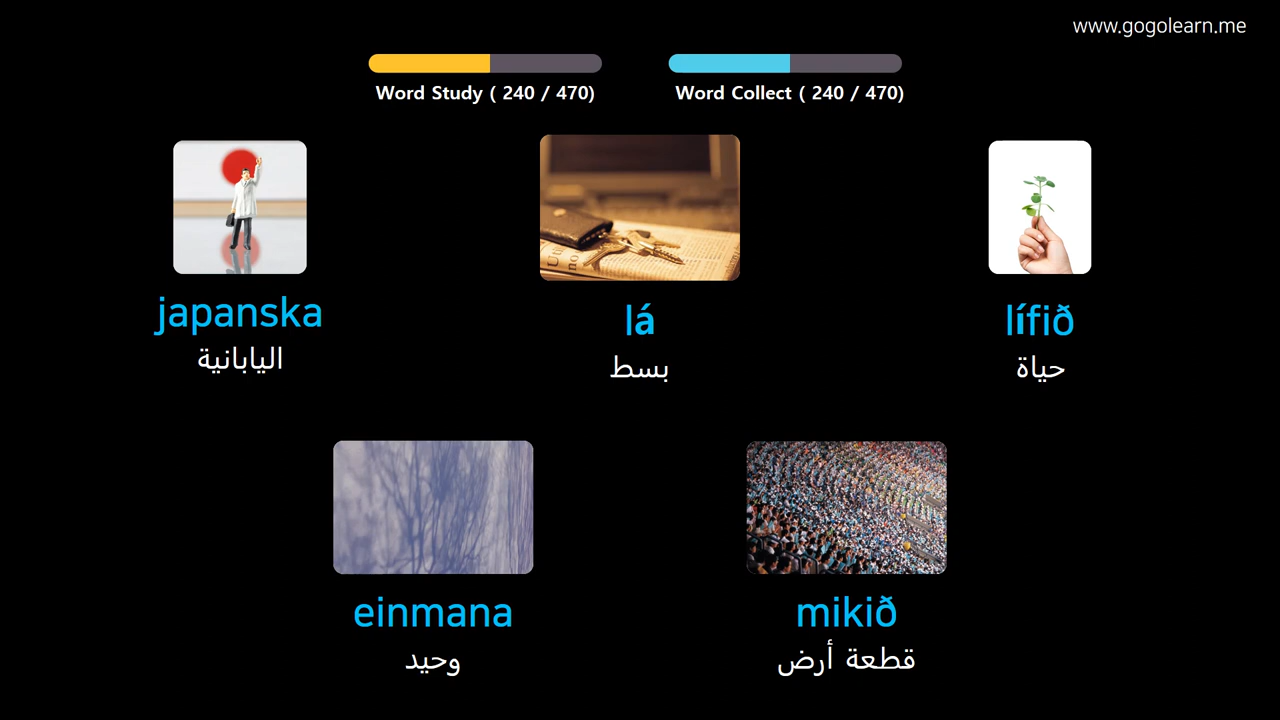 www.gogolearn.me
Word Study ( 240 / 470)
Word Collect ( 240 / 470)
japanska
اليابانية
lá
بسط
lífið
حياة
einmana
وحيد
mikið
قطعة أرض